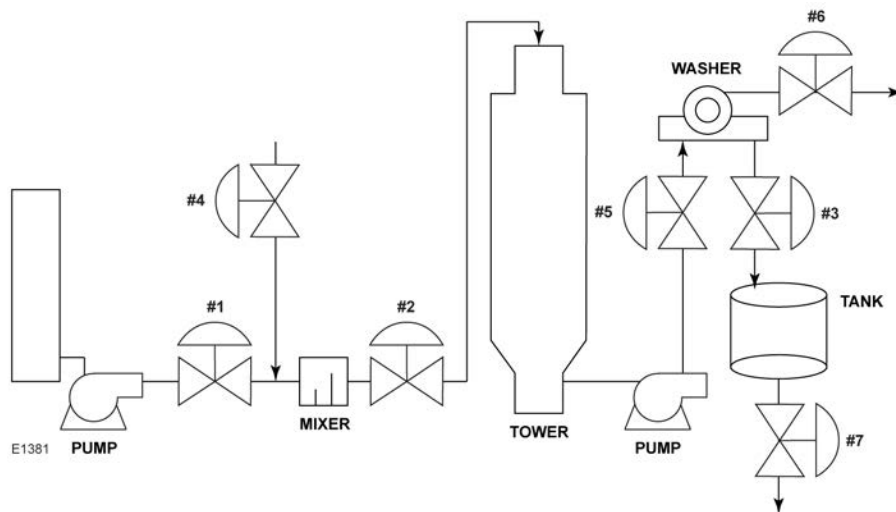 #6
WASHER
#4
#5
#3
#1
#2
TANK
MIXER
E1381
PUMP
TOWER
PUMP
#7